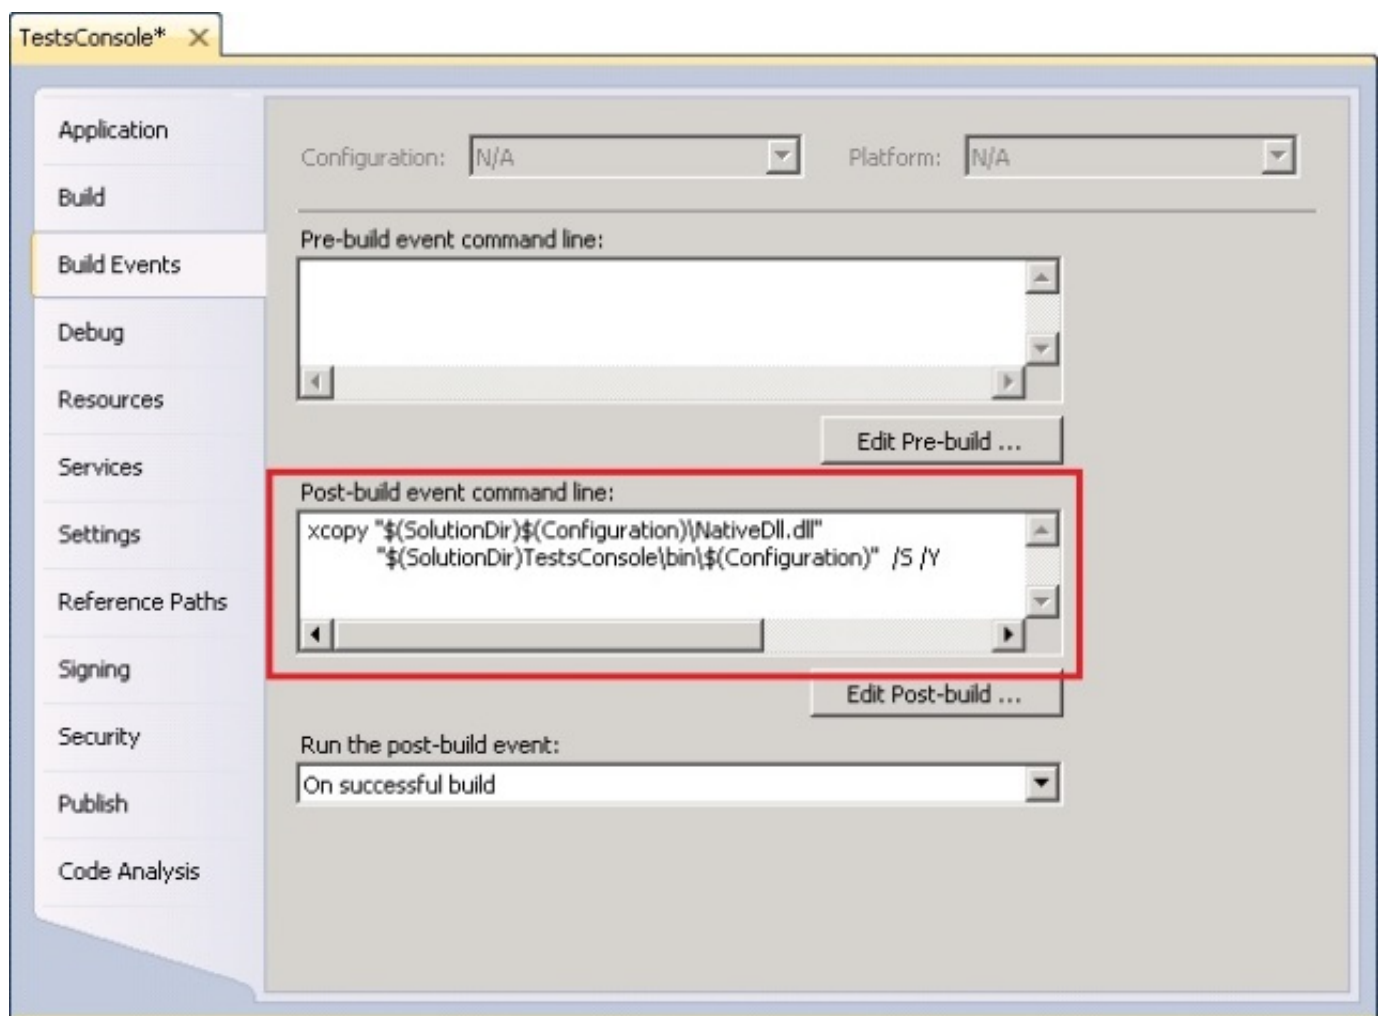 TestsConsole*
Application
Build
Build Events
Debug
Resources
Services
Settings
Reference Paths
Signing
Security
Publish
Code Analysis
Configuration: N/A Platform: N/A
Pre-build event command line:
Edit Pre-build ...
Post-build event command line:
xcopy "$(SolutionDir)$(Configuration)\NativeDll.dll"
"$(SolutionDir)TestsConsole\bin\$(Configuration)" /S /Y
Edit Post-build ...
Run the post-build event:
On successful build